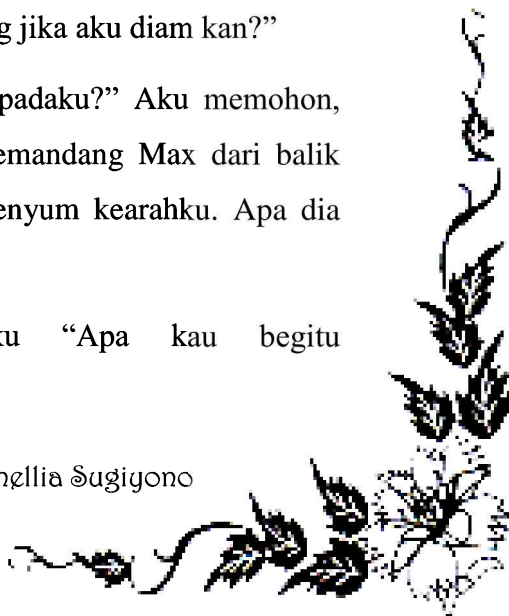 g jika aku diam kan?”
padaku?” Aku memohon,
emandang Max dari balik
enyum kearahku. Apa dia
ku “Apa kau begitu
nellia Sugiyono